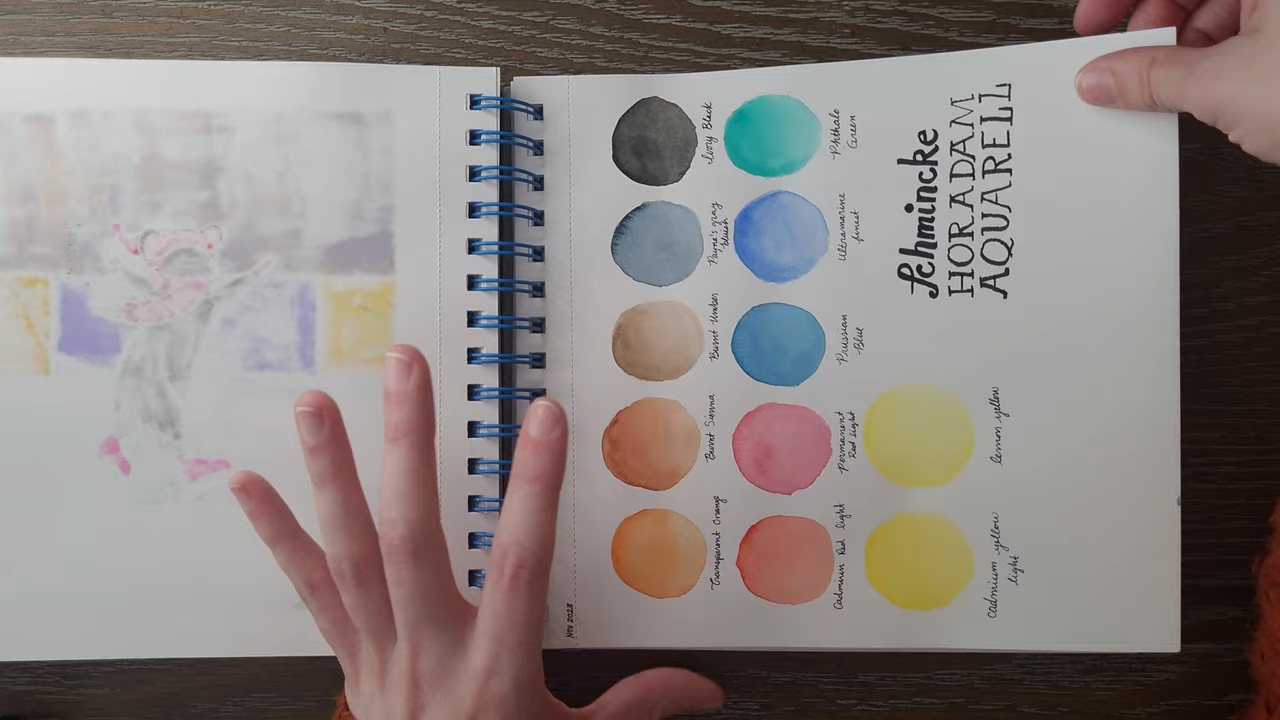 NOV 2023
Transparent Orange
Burnt Sienna
Burnt Umber
Payne's gray
bluish
Ivory Black
Cadmium Red light
Permanent
Red light
Prussian
Blue
Ultramarine
finest
Phthalo
Green
cadmium yellow
light
lemon yellow
Schmincke
HORADAM
AQUARELL